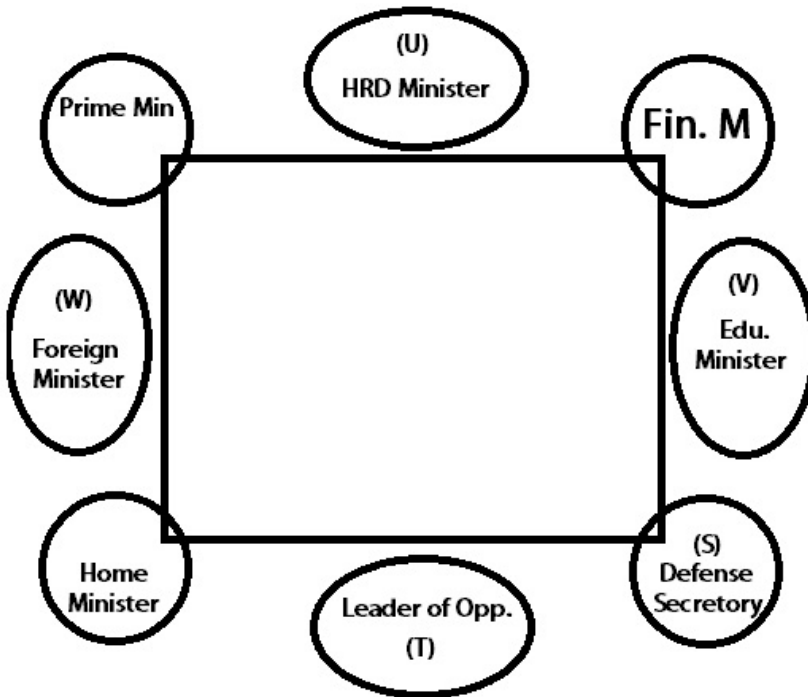 (U)
HRD Minister
Prime Min
Fin. M
(W)
Foreign
Minister
(V)
Edu.
Minister
Home
Minister
Leader of Opp.
(T)
(S)
Defense
Secretory